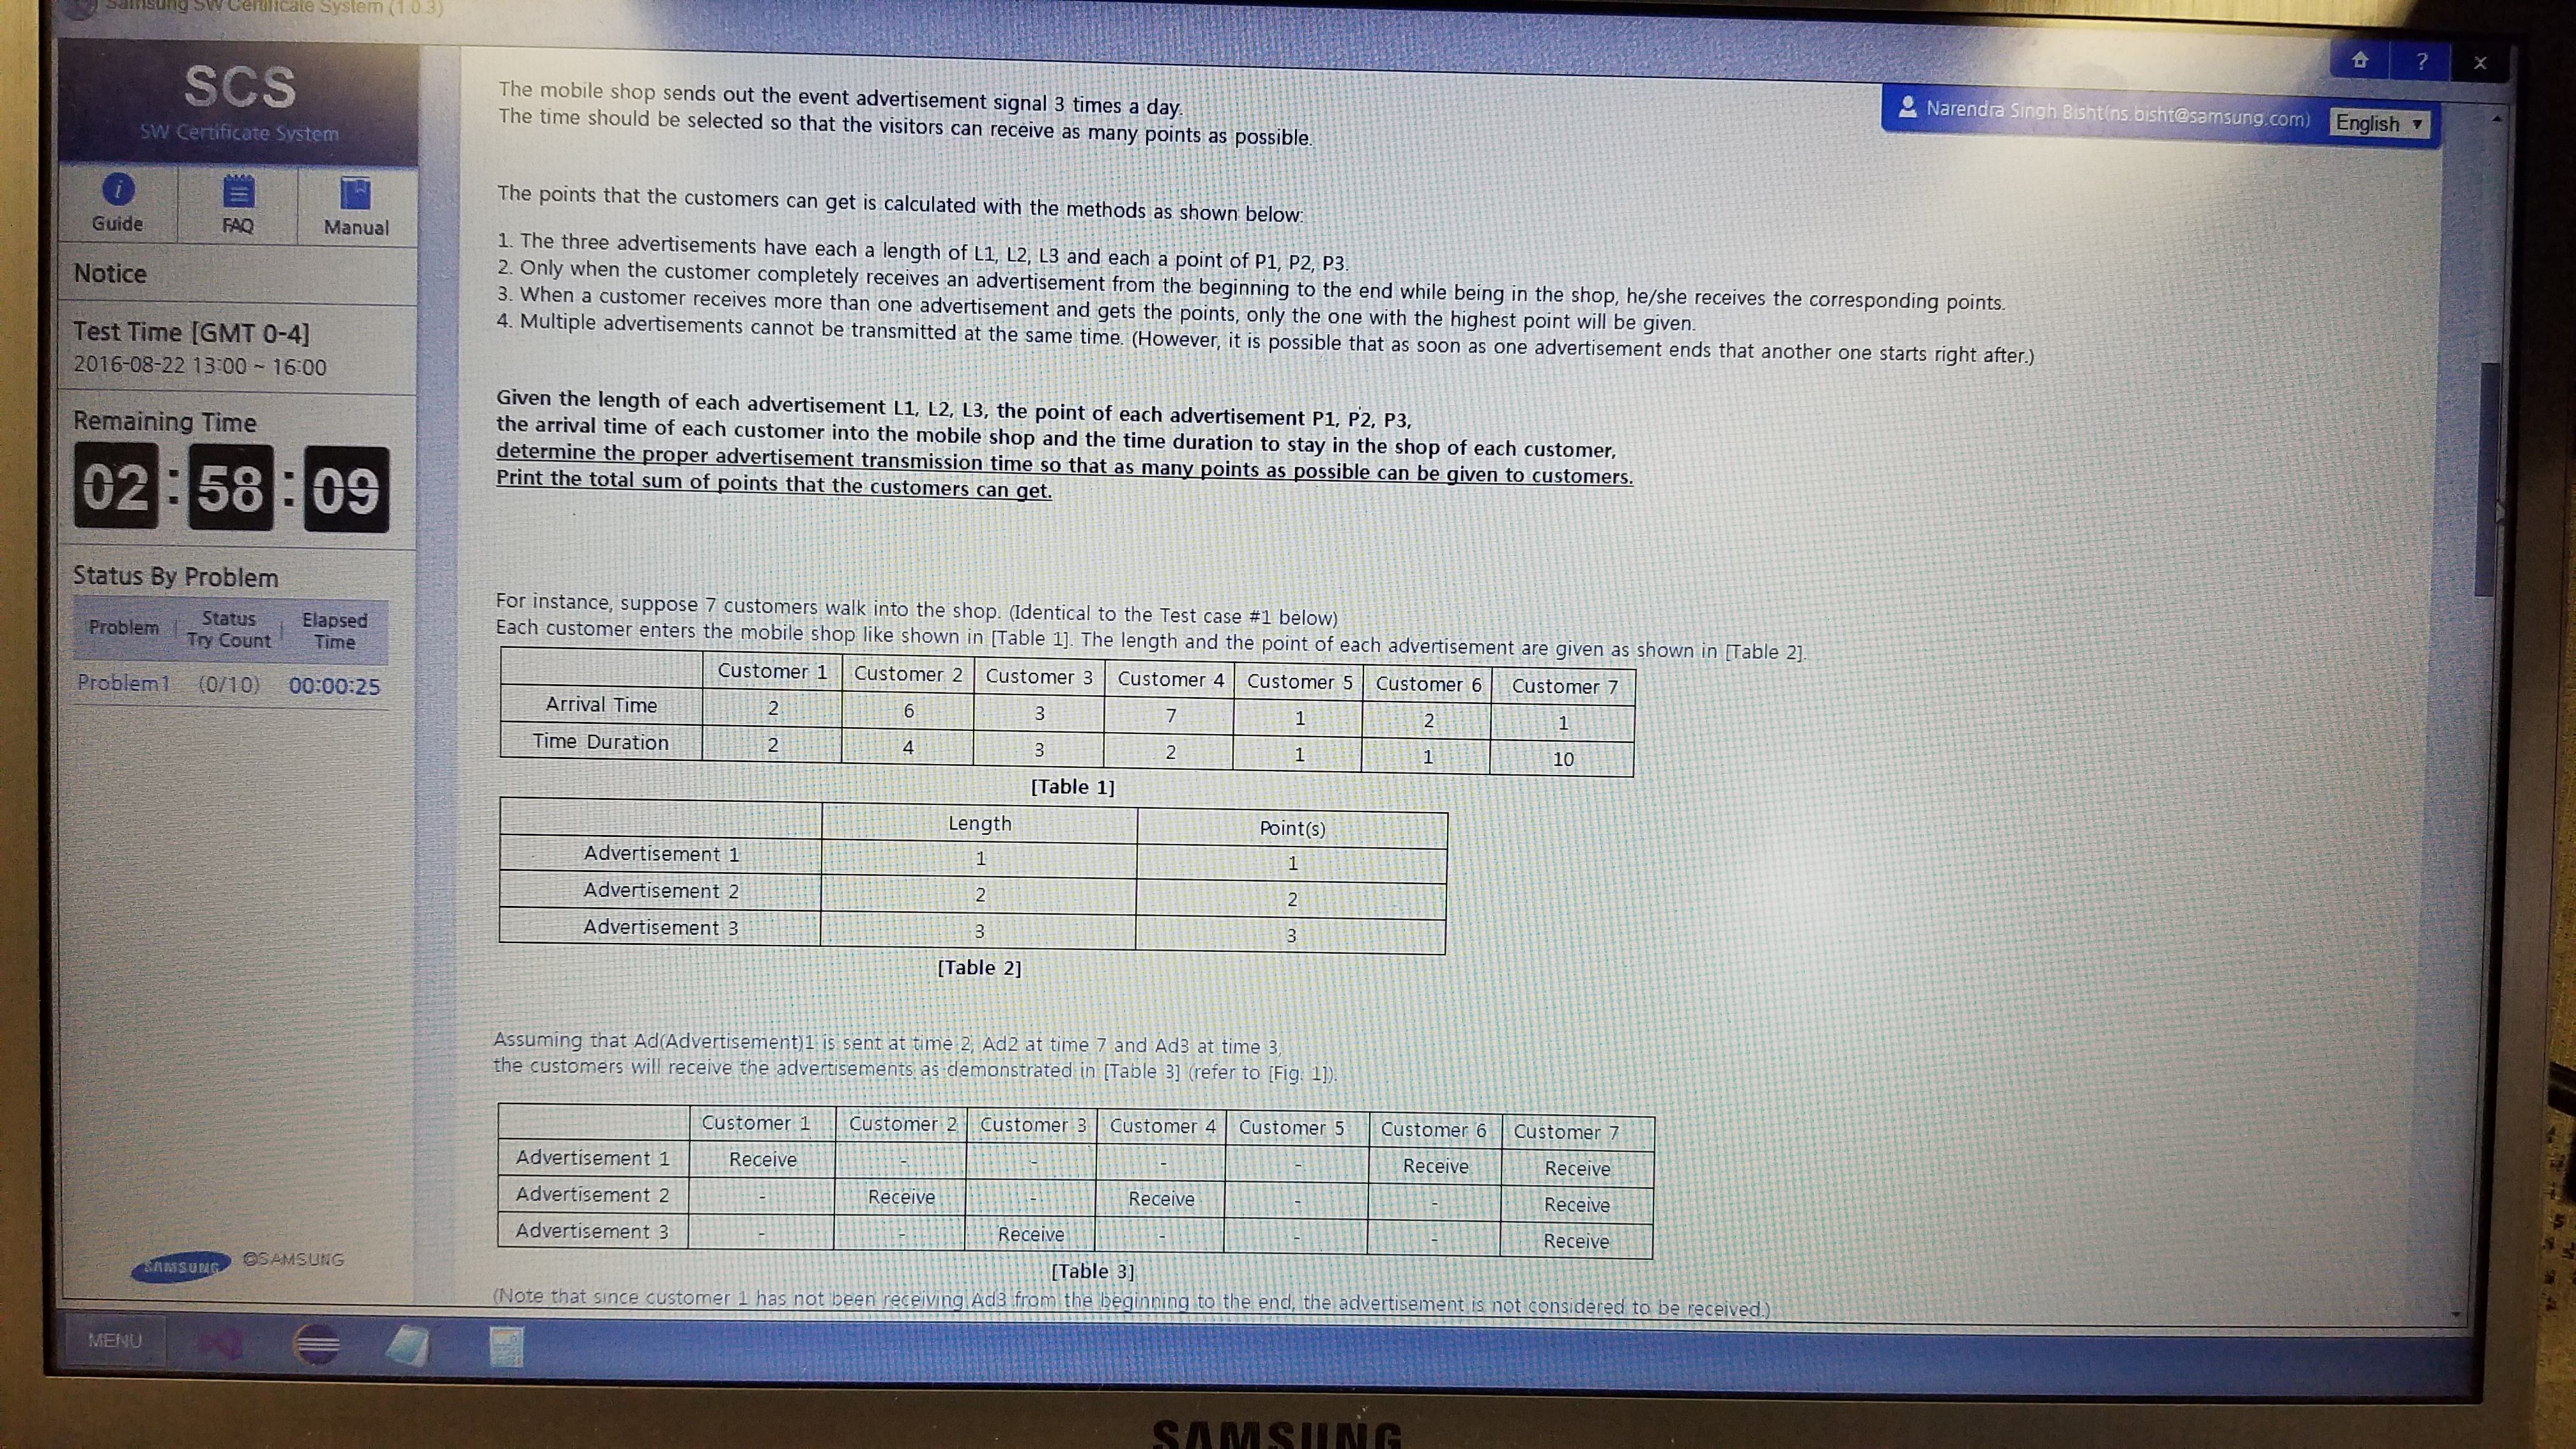 Samsung SW Certificate System (1.0.3)
SCS
SW Certificate System
Guide
FAQ
Manual
Notice
Test Time [GMT 0-4]
2016-08-22 13:00 ~ 16:00
Remaining Time
02 : 58 : 09
Status By Problem
Problem | Status Try Count | Elapsed Time
Problem1 (0/10) 00:00:25
SAMSUNG ©SAMSUNG
MENU
? X
Narendra Singh Bisht(ns.bisht@samsung.com) English ▼
The mobile shop sends out the event advertisement signal 3 times a day.
The time should be selected so that the visitors can receive as many points as possible.
The points that the customers can get is calculated with the methods as shown below:
1. The three advertisements have each a length of L1, L2, L3 and each a point of P1, P2, P3.
2. Only when the customer completely receives an advertisement from the beginning to the end while being in the shop, he/she receives the corresponding points.
3. When a customer receives more than one advertisement and gets the points, only the one with the highest point will be given.
4. Multiple advertisements cannot be transmitted at the same time. (However, it is possible that as soon as one advertisement ends that another one starts right after.)
Given the length of each advertisement L1, L2, L3, the point of each advertisement P1, P2, P3,
the arrival time of each customer into the mobile shop and the time duration to stay in the shop of each customer,
determine the proper advertisement transmission time so that as many points as possible can be given to customers.
Print the total sum of points that the customers can get.
For instance, suppose 7 customers walk into the shop. (Identical to the Test case #1 below)
Each customer enters the mobile shop like shown in [Table 1]. The length and the point of each advertisement are given as shown in [Table 2].
Customer 1 Customer 2 Customer 3 Customer 4 Customer 5 Customer 6 Customer 7
Arrival Time 2 6 3 7 1 2 1
Time Duration 2 4 3 2 1 1 10
[Table 1]
Length Point(s)
Advertisement 1 1 1
Advertisement 2 2 2
Advertisement 3 3 3
[Table 2]
Assuming that Ad(Advertisement)1 is sent at time 2, Ad2 at time 7 and Ad3 at time 3,
the customers will receive the advertisements as demonstrated in [Table 3] (refer to [Fig. 1]).
Customer 1 Customer 2 Customer 3 Customer 4 Customer 5 Customer 6 Customer 7
Advertisement 1 Receive - - - - Receive Receive
Advertisement 2 - Receive - Receive - - Receive
Advertisement 3 - - Receive - - - Receive
[Table 3]
(Note that since customer 1 has not been receiving Ad3 from the beginning to the end, the advertisement is not considered to be received.)
SAMSUNG